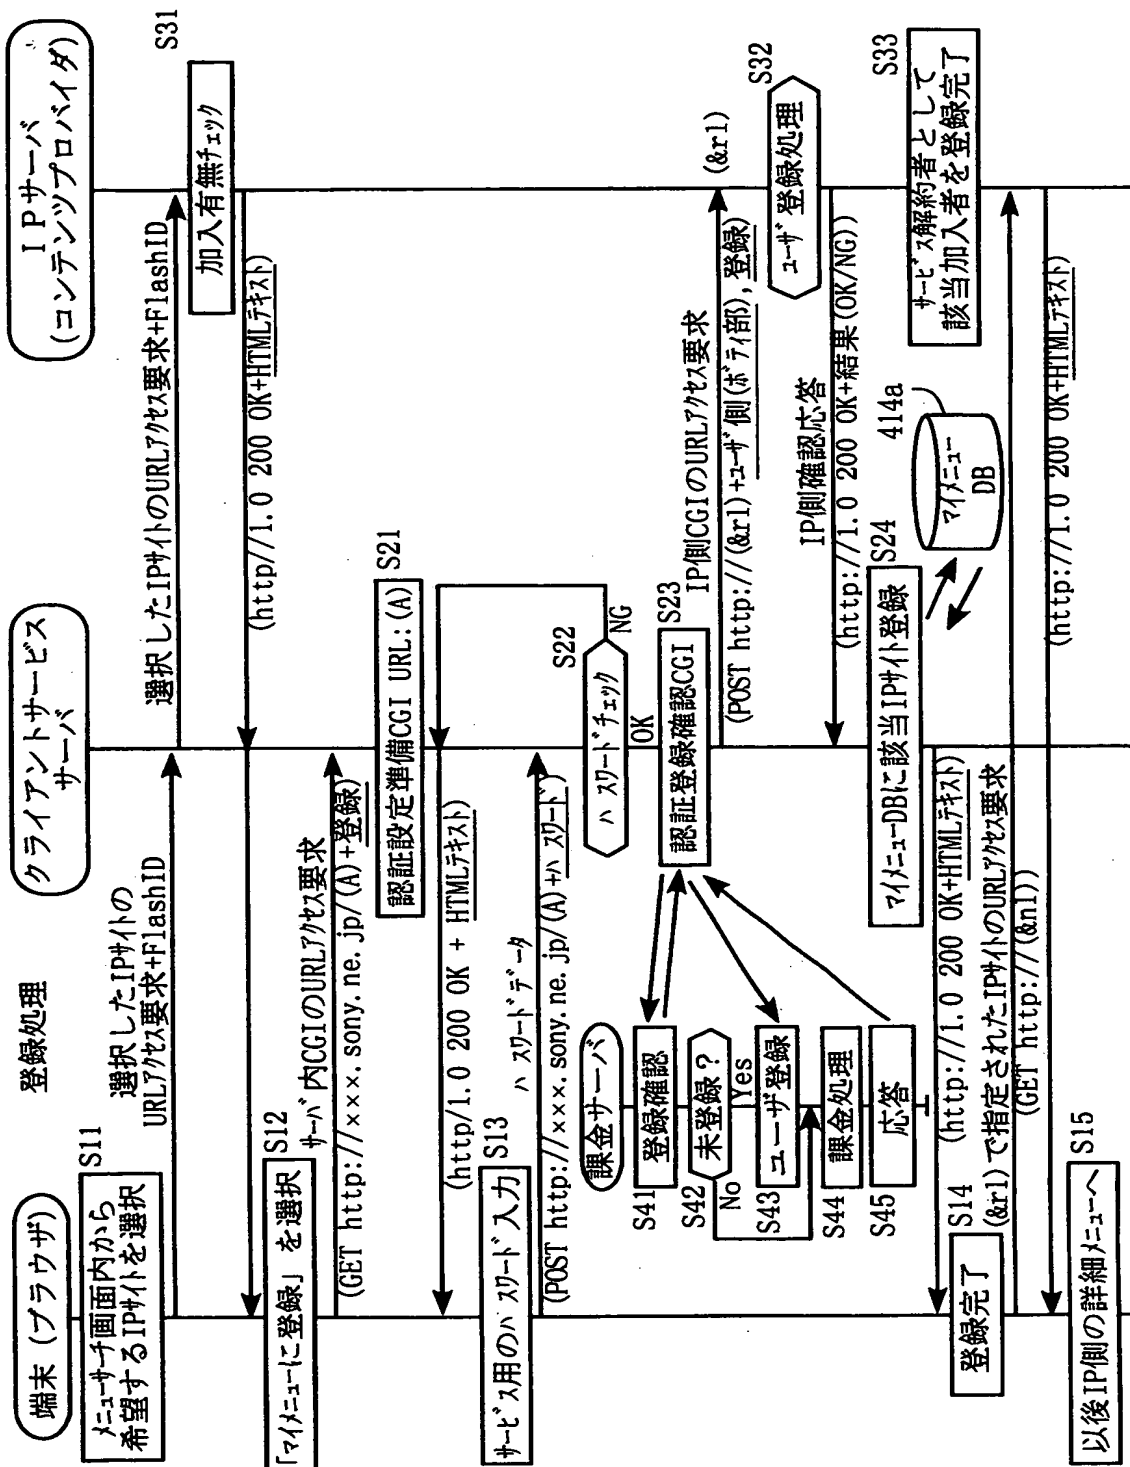 登録処理
端末 (ブラウザ)
クライアントサービス
サーバ
IPサーバ
(コンテンツプロバイダ)
S11
メニューサーチ画面内から
希望するIPサイトを選択
選択したIPサイトの
URLアクセス要求+FlashID
選択したIPサイトのURLアクセス要求+FlashID
S31
加入有無チェック
(http//1.0 200 OK+HTMLテキスト)
S12
「マイメニューに登録」を選択
サーバ内CGIのURLアクセス要求
(GET http://×××.sony.ne.jp/(A)+登録)
S21
認証設定準備CGI URL:(A)
(http/1.0 200 OK + HTMLテキスト)
S13
サービス用のパスワード入力
パスワードデータ
(POST http://×××.sony.ne.jp/(A)+パスワード)
S22
パスワードチェック
NG
OK
S23
認証登録確認CGI
課金サーバ
S41
登録確認
S42
未登録?
No
Yes
S43
ユーザ登録
S44
課金処理
S45
応答
IP側CGIのURLアクセス要求
(POST http://(&rl)+ユーザ側(ボディ部), 登録)
(&rl)
S32
ユーザ登録処理
IP側確認応答
(http://1.0 200 OK+結果(OK/NG))
S24
マイメニューDBに該当IPサイト登録
414a
マイメニュー
DB
S33
サービス解約者として
該当加入者を登録完了
(http://1.0 200 OK+HTMLテキスト)
S14
登録完了
(&rl)で指定されたIPサイトのURLアクセス要求
(GET http://(&nl))
(http://1.0 200 OK+HTMLテキスト)
S15
以後IP側の詳細メニューへ